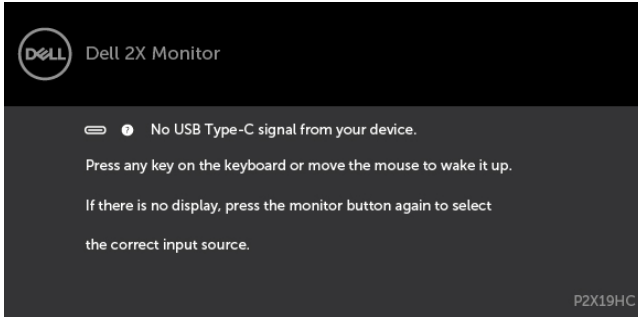 DELL
Dell 2X Monitor
? No USB Type-C signal from your device.
Press any key on the keyboard or move the mouse to wake it up.
If there is no display, press the monitor button again to select
the correct input source.
P2X19HC